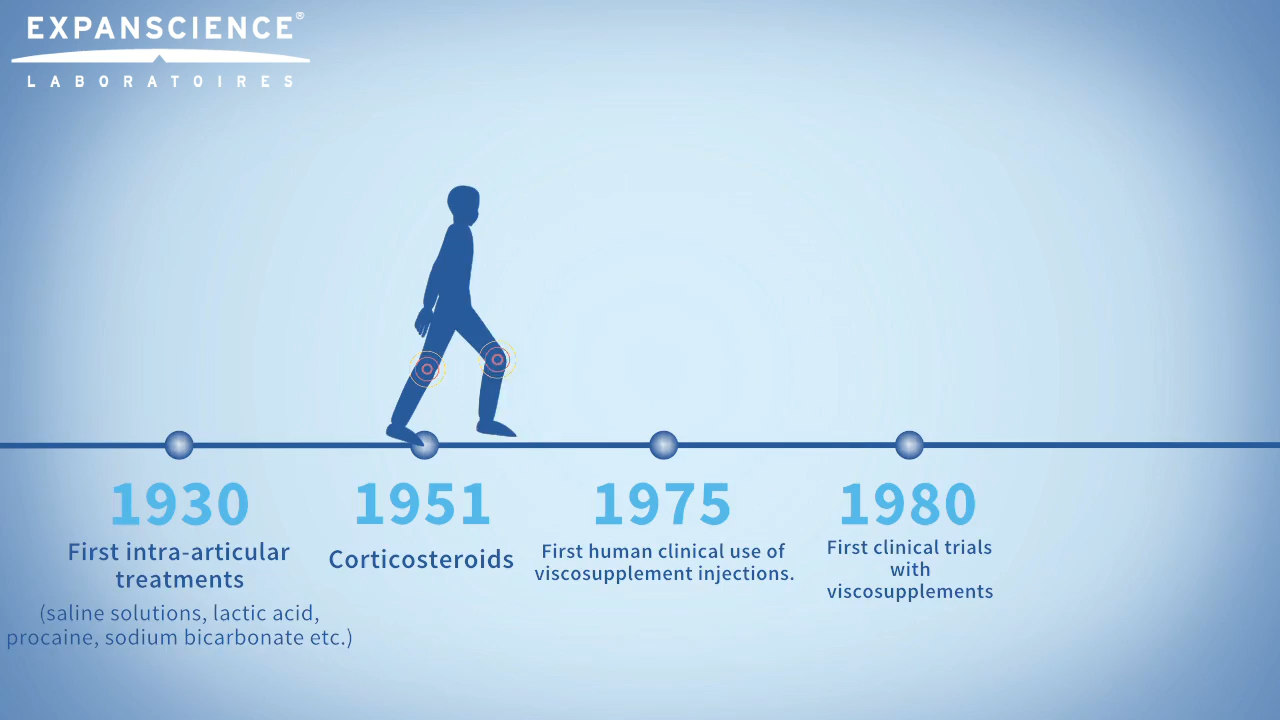 EXPANSCIENCE®
LABORATOIRES
1930
First intra-articular
treatments
(saline solutions, lactic acid,
procaine, sodium bicarbonate etc.)
1951
Corticosteroids
1975
First human clinical use of
viscosupplement injections.
1980
First clinical trials
with
viscosupplements